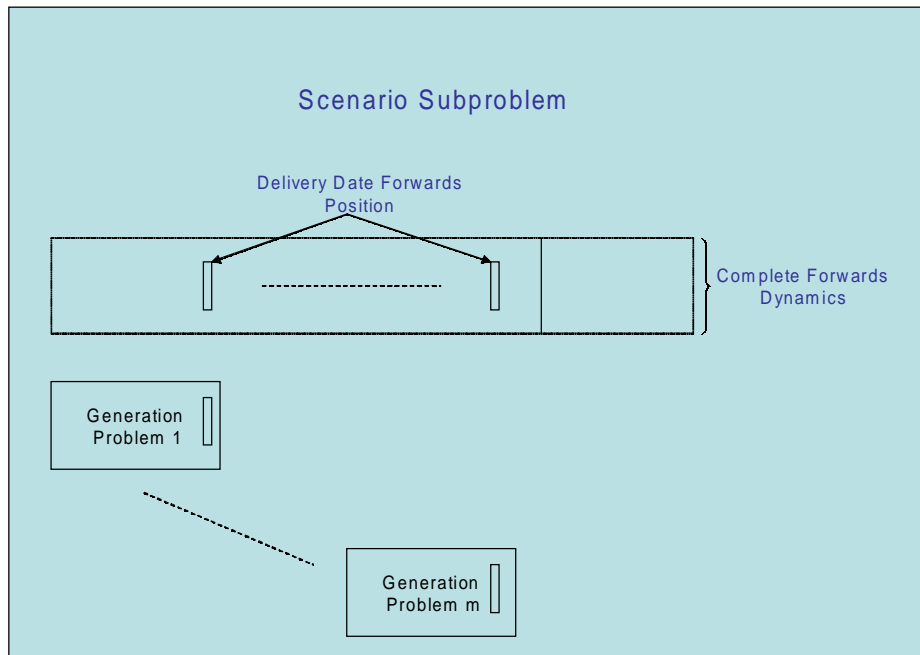 Scenario Subproblem
Delivery Date Forwards
Position
Complete Forwards
Dynamics
Generation
Problem 1
Generation
Problem m